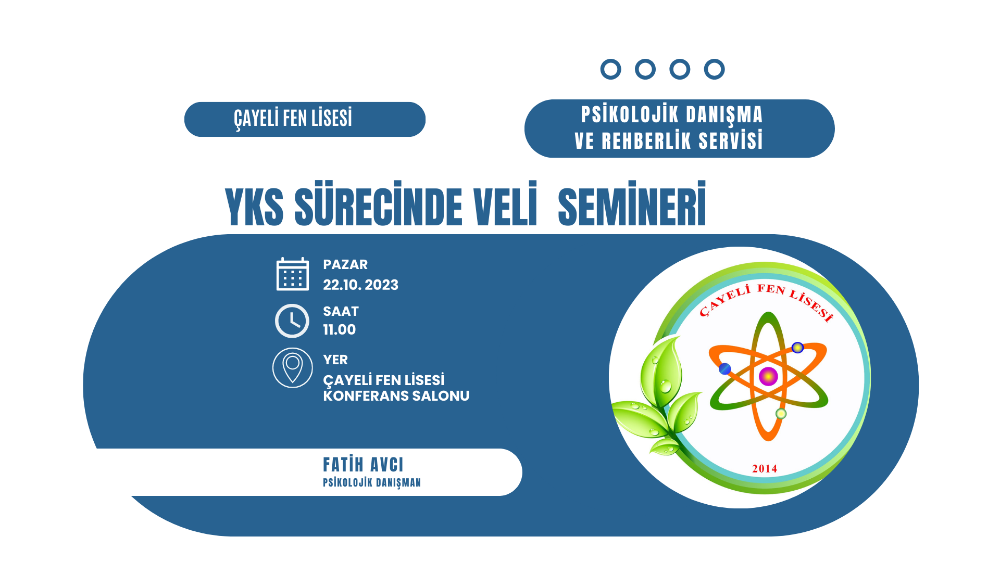 ÇAYELİ FEN LİSESİ
PSİKOLOJİK DANIŞMA
VE REHBERLİK SERVİSİ
YKS SÜRECİNDE VELİ  SEMİNERİ
PAZAR
22.10. 2023
SAAT
11.00
YER
ÇAYELİ FEN LİSESİ
KONFERANS SALONU
FATİH AVCI
PSİKOLOJİK DANIŞMAN
ÇAYELİ FEN LİSESİ
2014